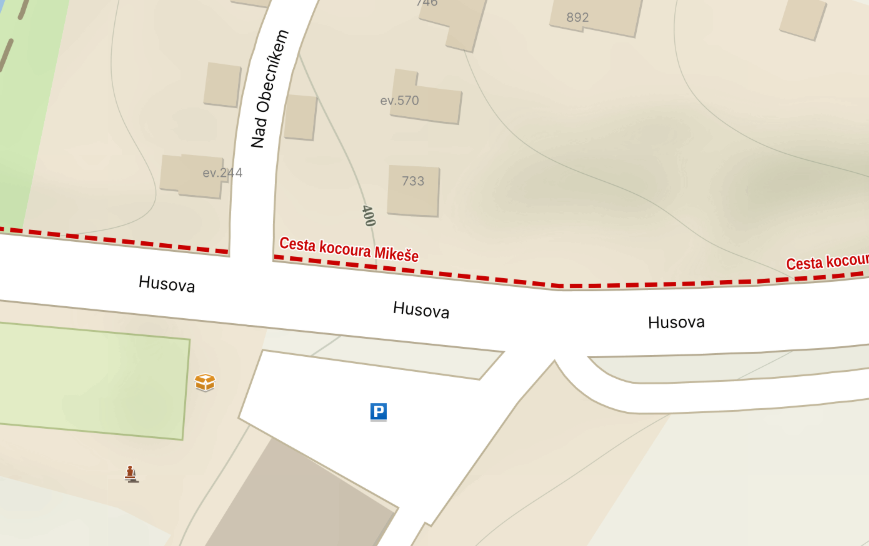 746
892
Nad Obecníkem
ev.570
ev.244
733
400
Cesta kocoura Mikeše
Cesta kocour
Husova
Husova
Husova
P